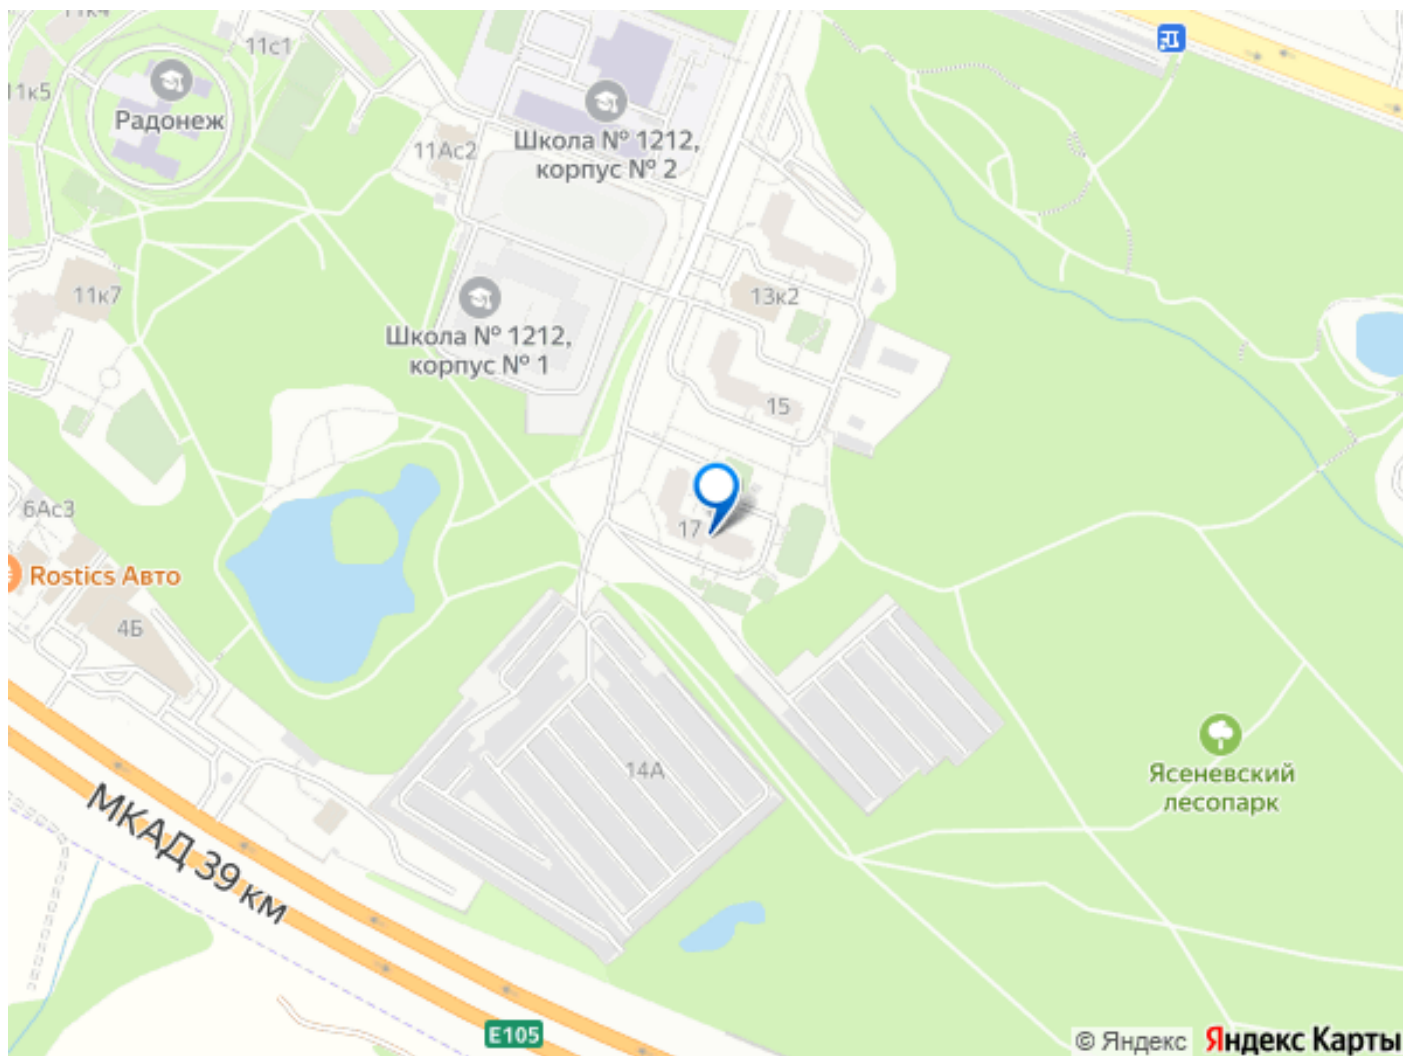 11к4
11с1
11к5
Радонеж
11Ас2
Школа № 1212,
корпус № 2
11к7
13к2
Школа № 1212,
корпус № 1
15
6Ас3
17
Rostics Авто
4Б
14А
Ясеневский
лесопарк
МКАД 39 км
E105
© Яндекс Яндекс Карты